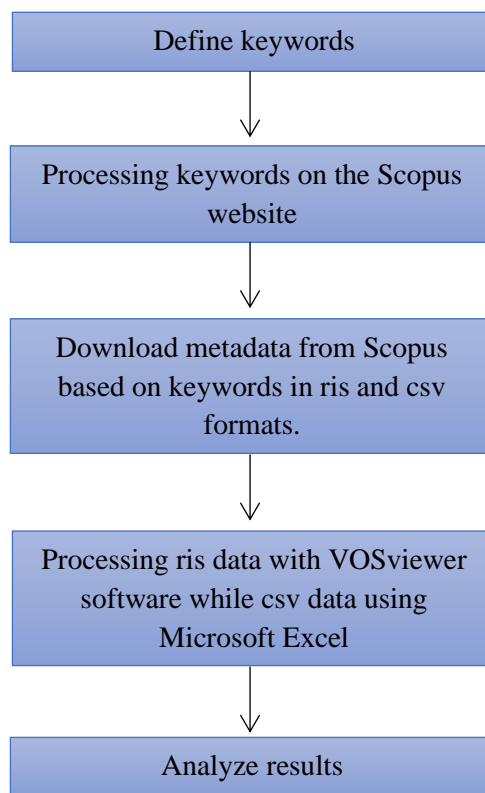 Define keywords
Processing keywords on the Scopus
website
Download metadata from Scopus
based on keywords in ris and csv
formats.
Processing ris data with VOSviewer
software while csv data using
Microsoft Excel
Analyze results